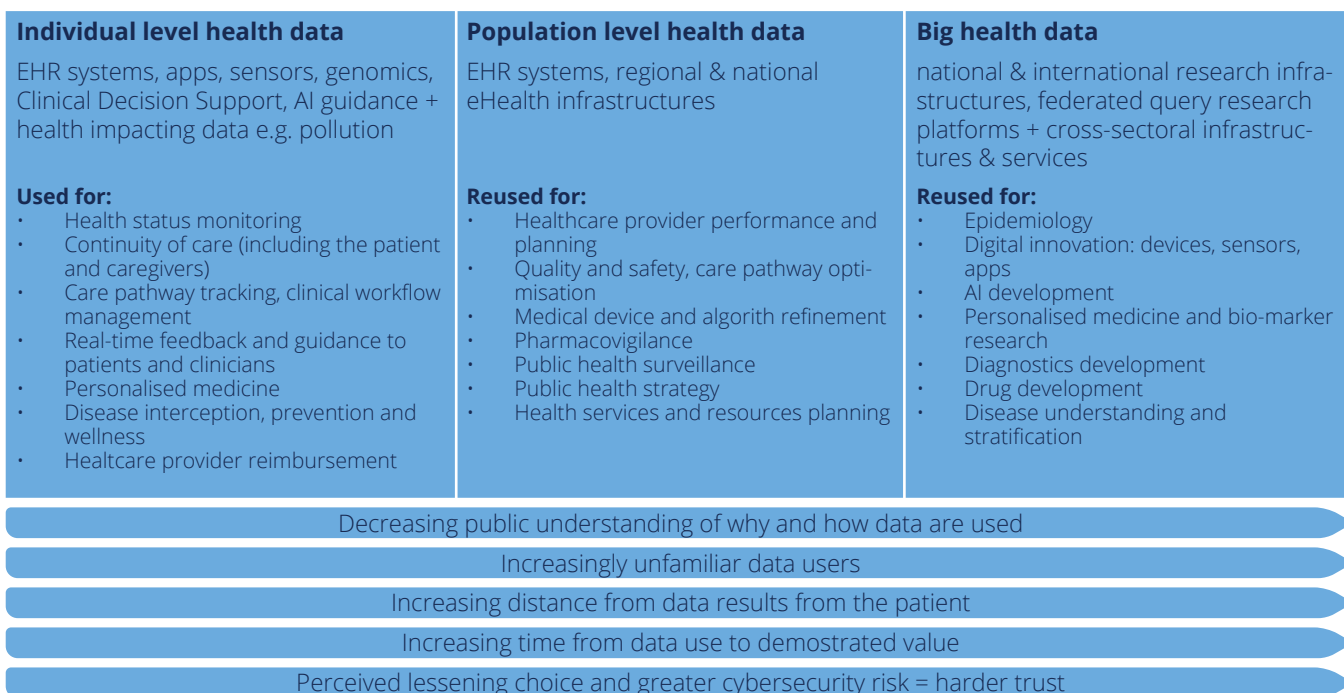 Individual level health data
EHR systems, apps, sensors, genomics,
Clinical Decision Support, AI guidance +
health impacting data e.g. pollution
Used for:
• Health status monitoring
• Continuity of care (including the patient
and caregivers)
• Care pathway tracking, clinical workflow
management
• Real-time feedback and guidance to
patients and clinicians
• Personalised medicine
• Disease interception, prevention and
wellness
• Healtcare provider reimbursement
Population level health data
EHR systems, regional & national
eHealth infrastructures
Reused for:
• Healthcare provider performance and
planning
• Quality and safety, care pathway opti-
misation
• Medical device and algorith refinement
• Pharmacovigilance
• Public health surveillance
• Public health strategy
• Health services and resources planning
Big health data
national & international research infra-
structures, federated query research
platforms + cross-sectoral infrastruc-
tures & services
Reused for:
• Epidemiology
• Digital innovation: devices, sensors,
apps
• AI development
• Personalised medicine and bio-marker
research
• Diagnostics development
• Drug development
• Disease understanding and
stratification
Decreasing public understanding of why and how data are used
Increasingly unfamiliar data users
Increasing distance from data results from the patient
Increasing time from data use to demostrated value
Perceived lessening choice and greater cybersecurity risk = harder trust